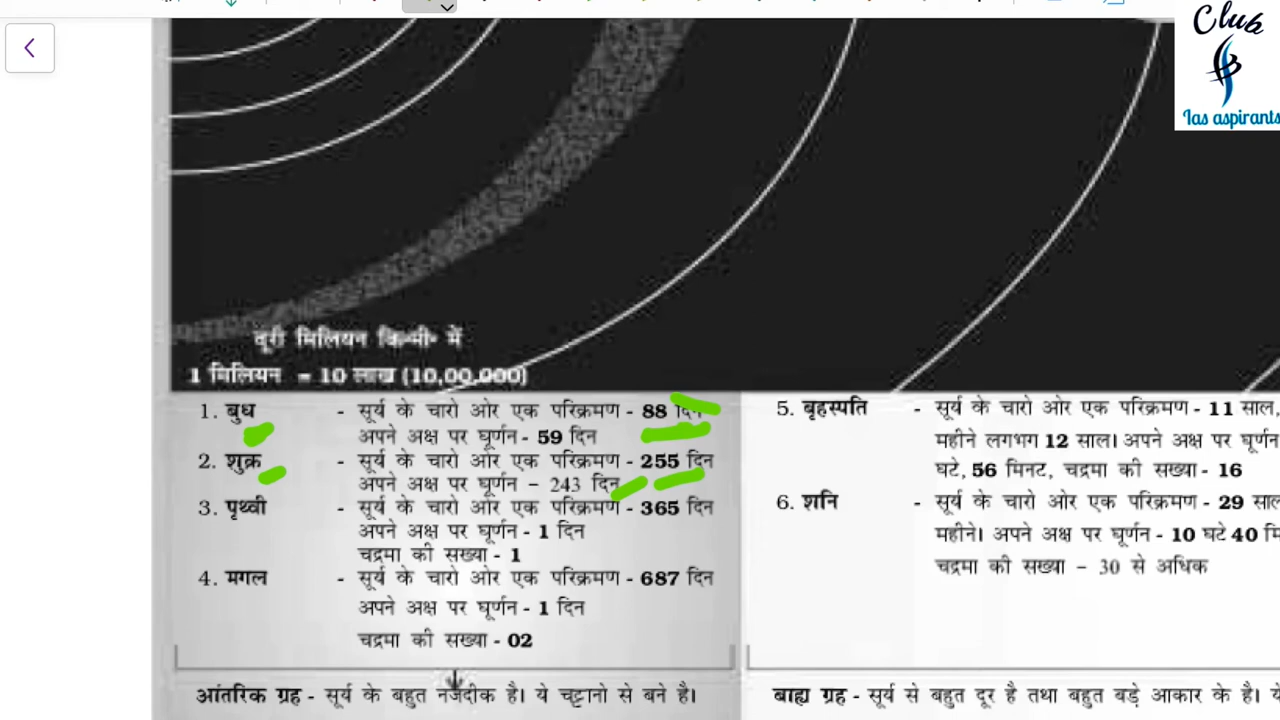 Club
Ias aspirants
दूरी मिलियन कि॰मी॰ में
1 मिलियन = 10 लाख (10,00,000)
1. बुध - सूर्य के चारो ओर एक परिक्रमण - 88 दिन
अपने अक्ष पर घूर्णन - 59 दिन
2. शुक्र - सूर्य के चारो ओर एक परिक्रमण - 255 दिन
अपने अक्ष पर घूर्णन – 243 दिन
3. पृथ्वी - सूर्य के चारो ओर एक परिक्रमण - 365 दिन
अपने अक्ष पर घूर्णन - 1 दिन
चद्रमा की सख्या - 1
4. मगल - सूर्य के चारो ओर एक परिक्रमण - 687 दिन
अपने अक्ष पर घूर्णन - 1 दिन
चद्रमा की सख्या - 02
आंतरिक ग्रह - सूर्य के बहुत नजदीक है। ये चट्टानो से बने है।
5. बृहस्पति - सूर्य के चारो ओर एक परिक्रमण - 11 साल,
महीने लगभग 12 साल। अपने अक्ष पर घूर्णन
घटे, 56 मिनट, चद्रमा की सख्या - 16
6. शनि - सूर्य के चारो ओर एक परिक्रमण - 29 साल
महीने। अपने अक्ष पर घूर्णन - 10 घटे 40 मि
चद्रमा की सख्या – 30 से अधिक
बाह्य ग्रह - सूर्य से बहुत दूर है तथा बहुत बड़े आकार के है। ये